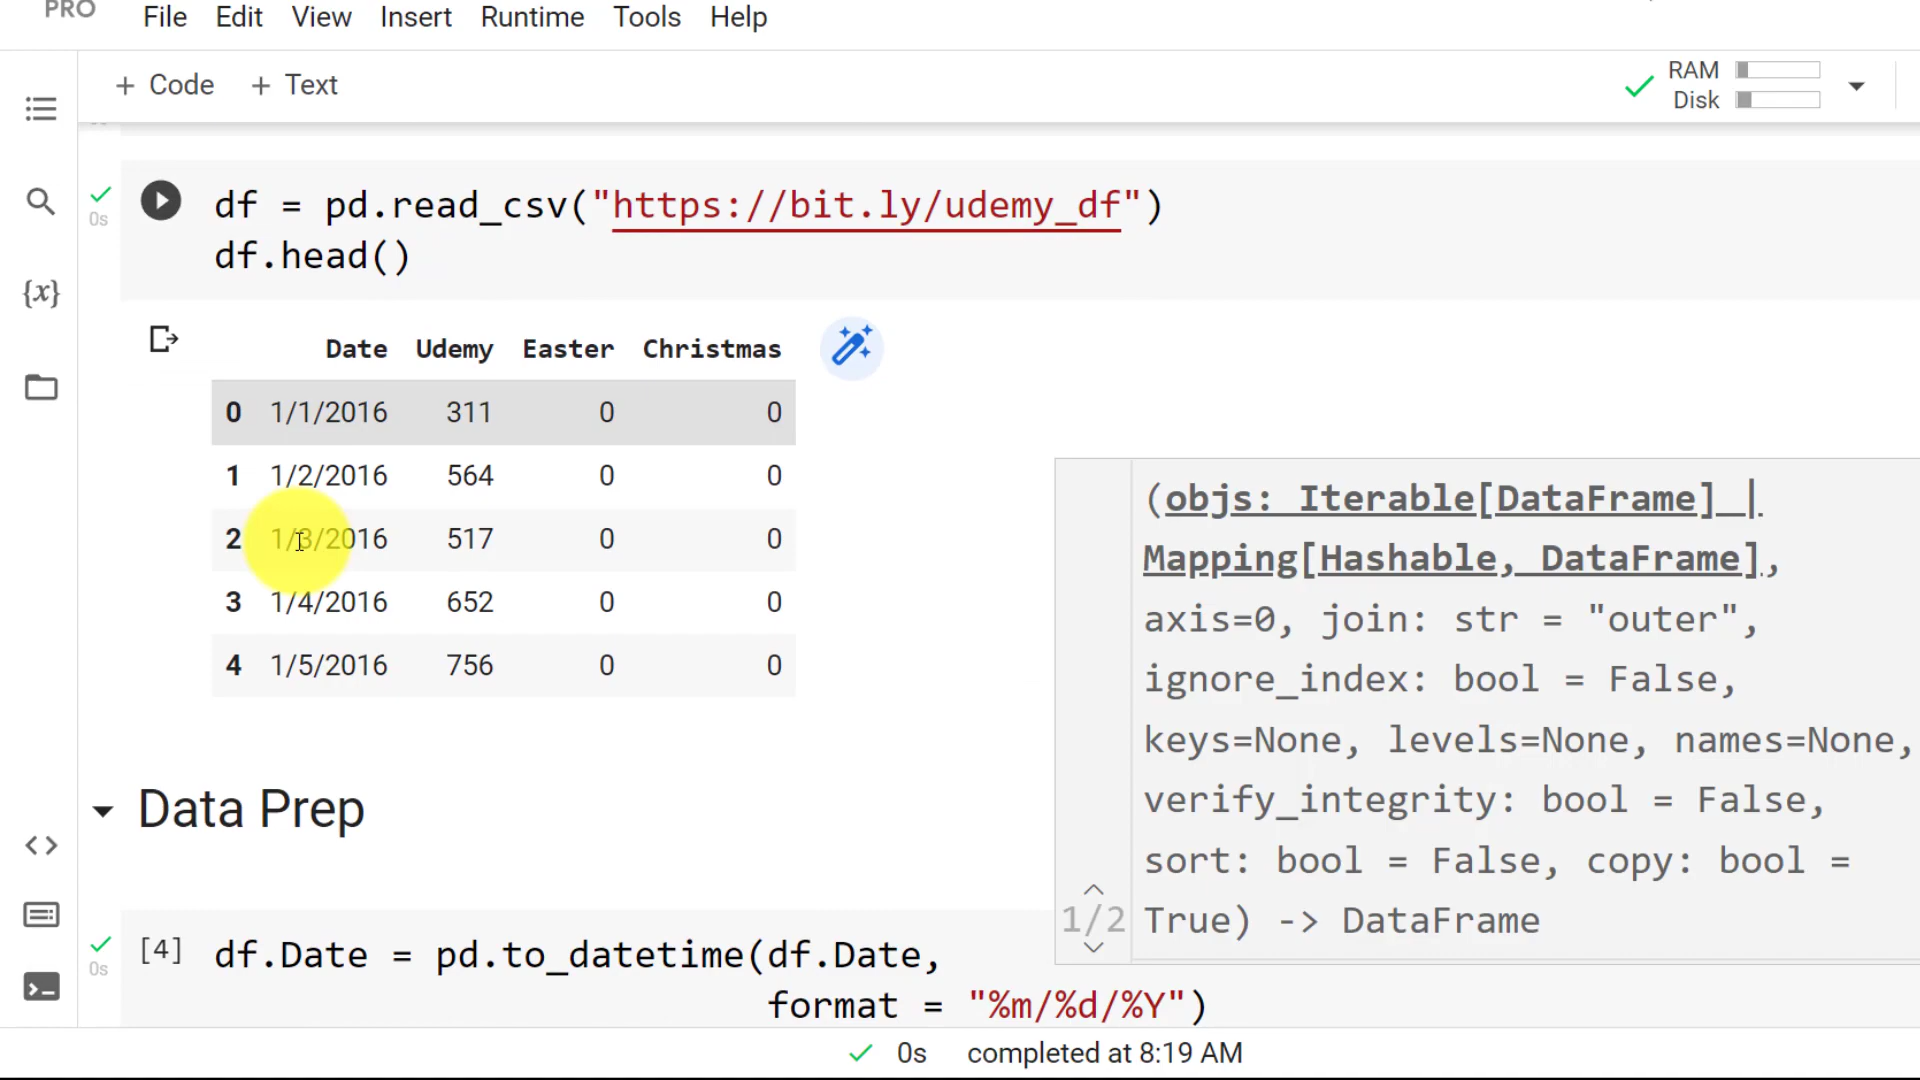 PRO
File Edit View Insert Runtime Tools Help
+ Code + Text
RAM
Disk
0s
df = pd.read_csv("https://bit.ly/udemy_df")
df.head()
{x}
Date Udemy Easter Christmas
0 1/1/2016 311 0 0
1 1/2/2016 564 0 0
2 1/3/2016 517 0 0
3 1/4/2016 652 0 0
4 1/5/2016 756 0 0
(objs: Iterable[DataFrame] |
Mapping[Hashable, DataFrame],
axis=0, join: str = "outer",
ignore_index: bool = False,
keys=None, levels=None, names=None,
verify_integrity: bool = False,
sort: bool = False, copy: bool =
1/2 True) -> DataFrame
Data Prep
[4] df.Date = pd.to_datetime(df.Date,
0s
format = "%m/%d/%Y")
0s completed at 8:19 AM